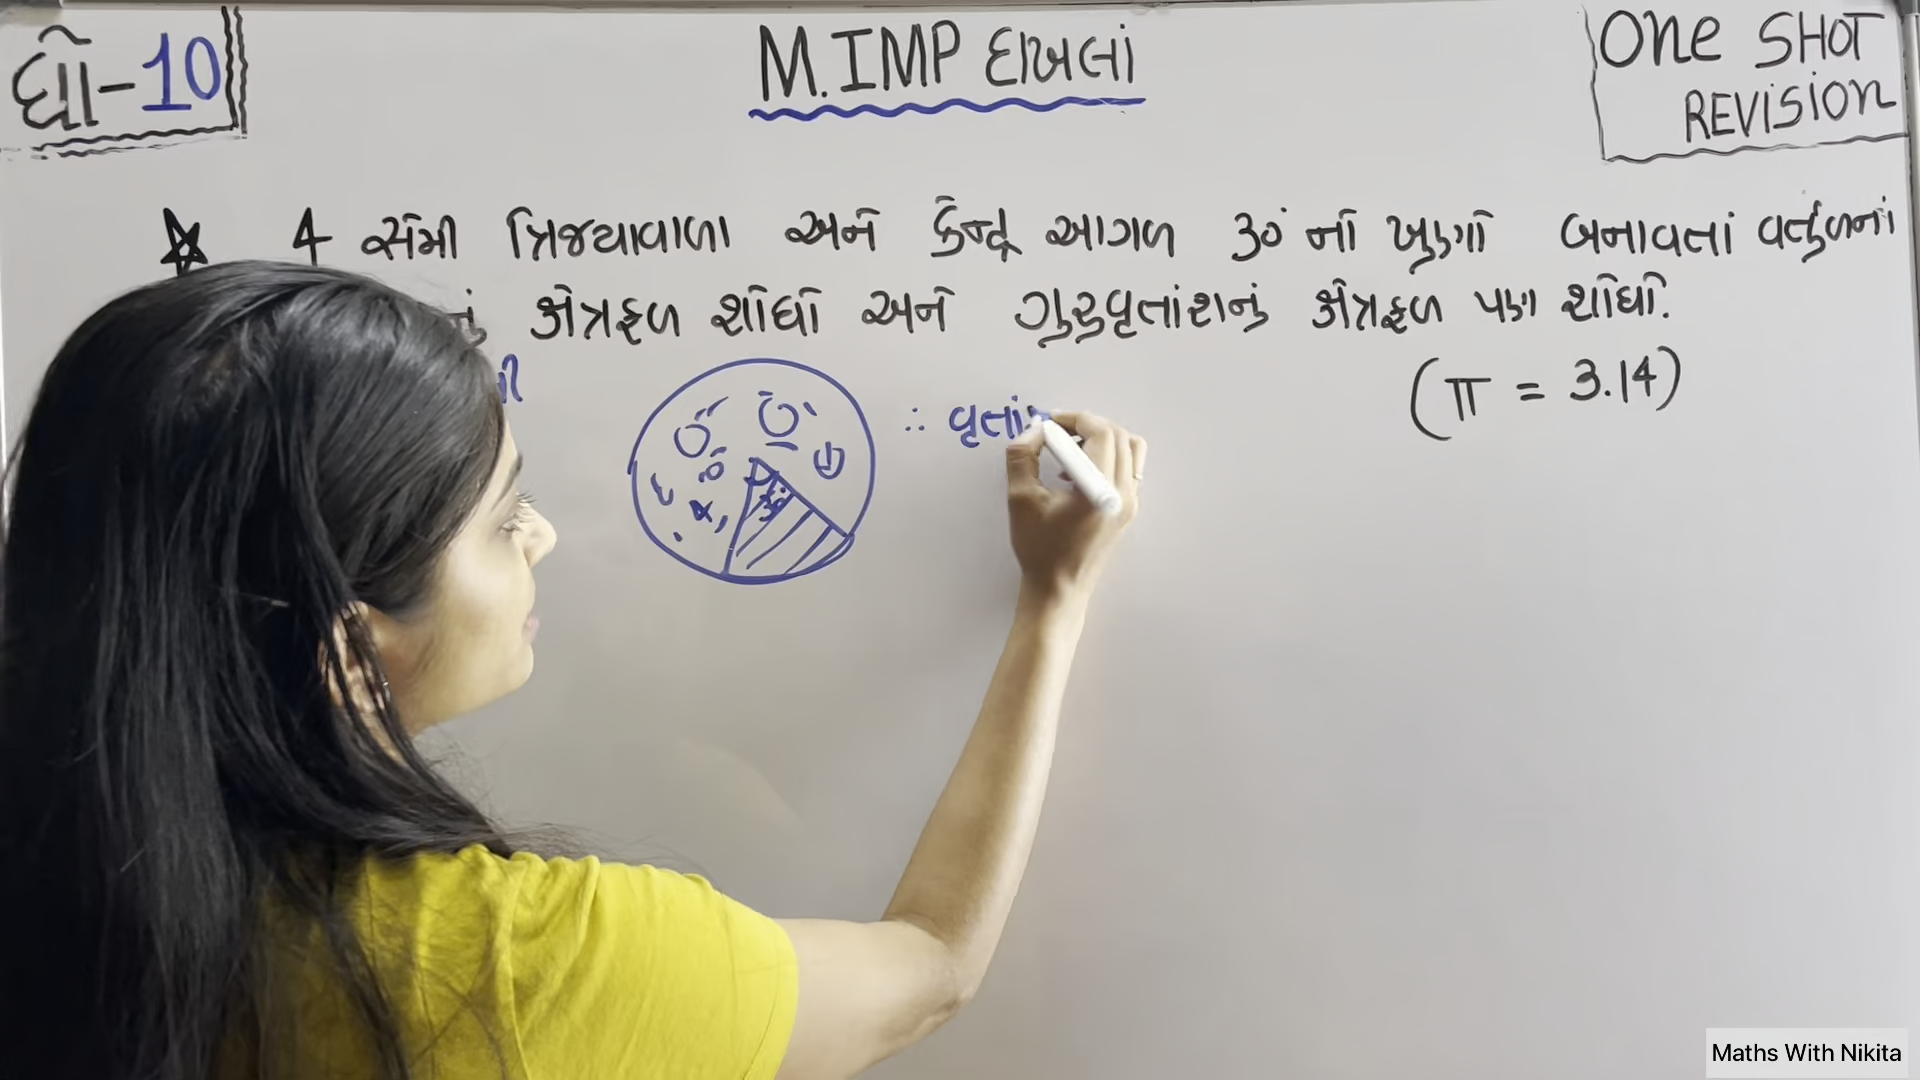 ધો-10
M.IMP દાખલાં
ONE SHOT
REVISION
4 સેમી ત્રિજ્યાવાળા અને કેન્દ્ર આગળ 30° નો ખુણો બનાવતાં વર્તુળનાં
નું ક્ષેત્રફળ શોધો અને ગુરુવૃતાંશનું ક્ષેત્રફળ પણ શોધો.
(π = 3.14)
∴ વૃતાં
30°
Maths With Nikita